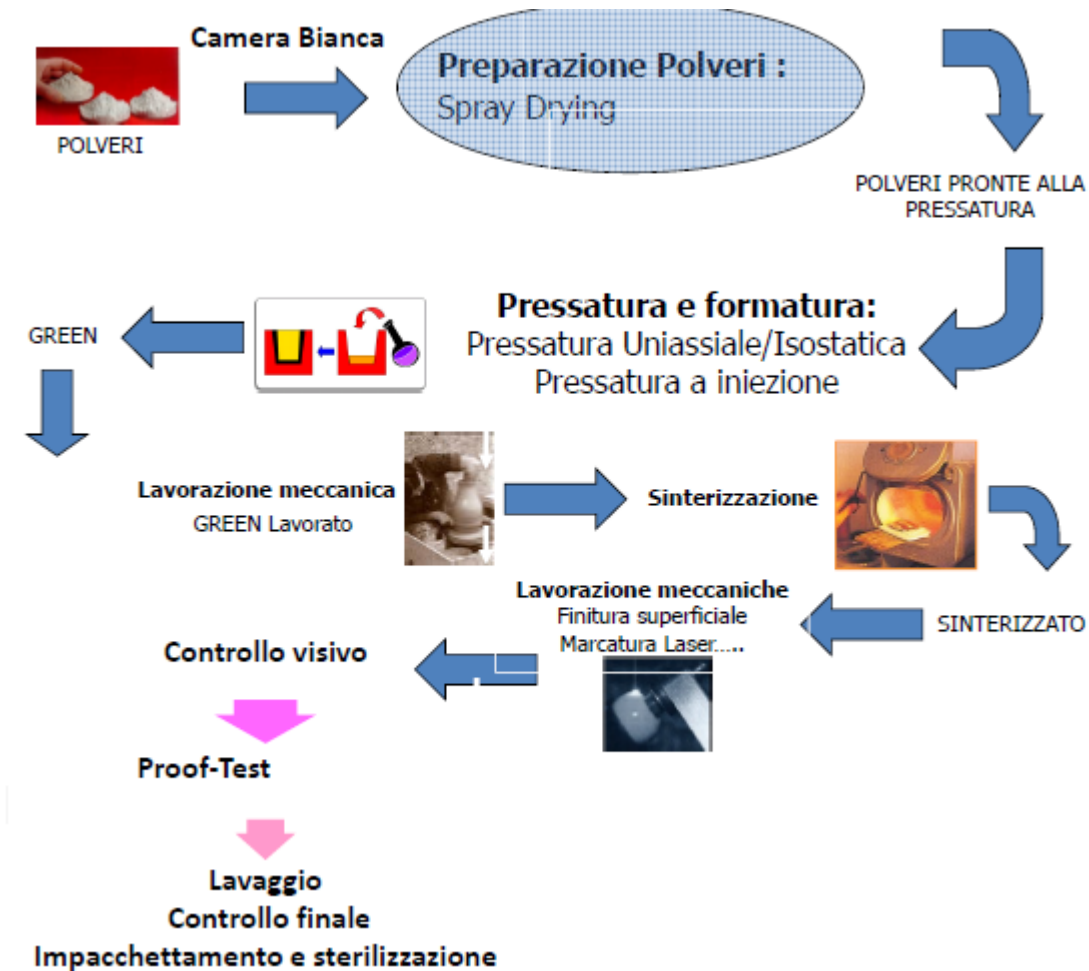 Camera Bianca
POLVERI
Preparazione Polveri :
Spray Drying
POLVERI PRONTE ALLA
PRESSATURA
Pressatura e formatura:
Pressatura Uniassiale/Isostatica
Pressatura a iniezione
GREEN
Lavorazione meccanica
GREEN Lavorato
Sinterizzazione
SINTERIZZATO
Lavorazione meccaniche
Finitura superficiale
Marcatura Laser.....
Controllo visivo
Proof-Test
Lavaggio
Controllo finale
Impacchettamento e sterilizzazione